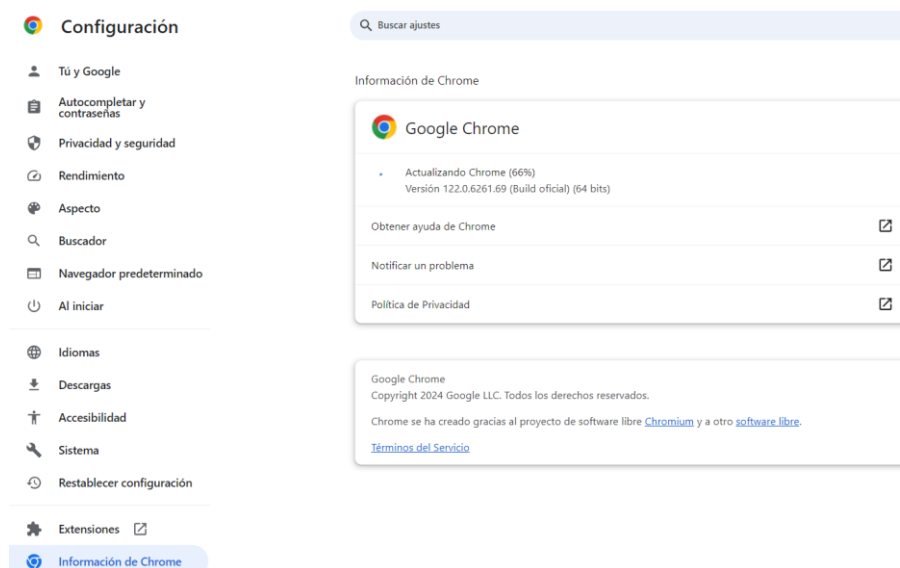 Configuración
Buscar ajustes
Tú y Google
Autocompletar y
contraseñas
Privacidad y seguridad
Rendimiento
Aspecto
Buscador
Navegador predeterminado
Al iniciar
Idiomas
Descargas
Accesibilidad
Sistema
Restablecer configuración
Extensiones
Información de Chrome
Información de Chrome
Google Chrome
Actualizando Chrome (66%)
Versión 122.0.6261.69 (Build oficial) (64 bits)
Obtener ayuda de Chrome
Notificar un problema
Política de Privacidad
Google Chrome
Copyright 2024 Google LLC. Todos los derechos reservados.
Chrome se ha creado gracias al proyecto de software libre Chromium y a otro software libre.
Términos del Servicio